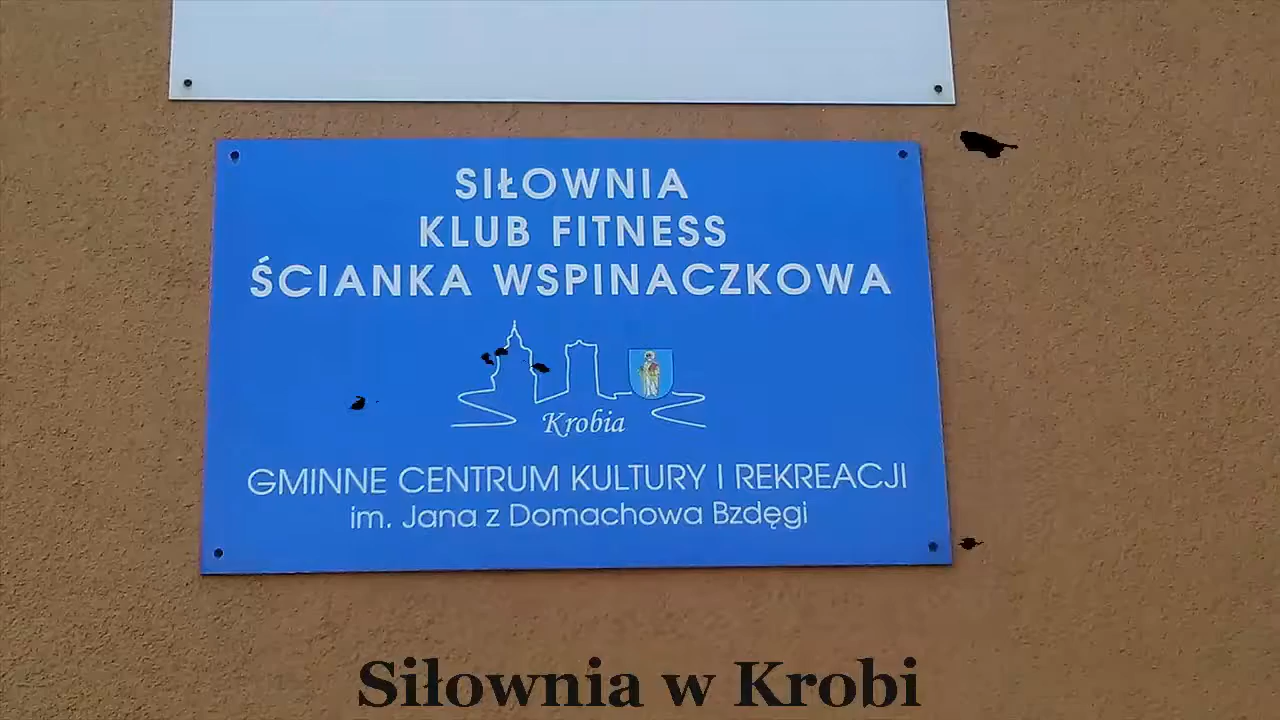 SIŁOWNIA
KLUB FITNESS
ŚCIANKA WSPINACZKOWA
Krobia
GMINNE CENTRUM KULTURY I REKREACJI
im. Jana z Domachowa Bzdęgi
Siłownia w Krobi